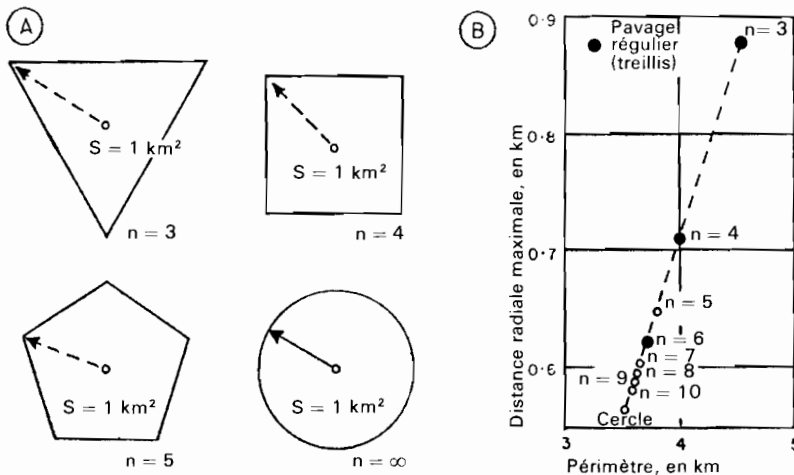 A
S = 1 km²
n = 3
S = 1 km²
n = 4
S = 1 km²
n = 5
S = 1 km²
n = ∞
B
Distance radiale maximale, en km
0·9
0·8
0·7
0·6
Pavage
régulier
(treillis)
n = 3
n = 4
n = 5
n = 6
n = 7
n = 8
n = 9
n = 10
Cercle
3
4
5
Périmètre, en km